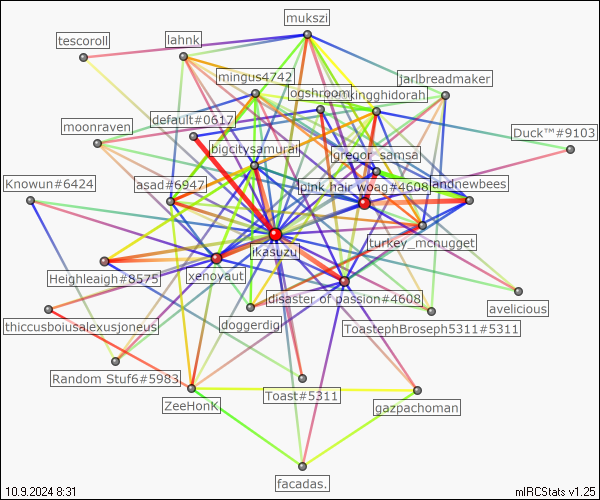 mukszi
tescoroll
lahnk
mingus4742
jarlbreadmaker
ogshroom
kingghidorah
default#0617
moonraven
Duck™#9103
bigcitysamurai
gregor_samsa
Knowun#6424
asad#6947
pink hair woag#4608
andnewbees
turkey_mcnugget
ikasuzu
xenoyaut
Heighleaigh#8575
disaster of passion#4608
avelicious
thiccusboiusalexusjoneus
doggerdig
ToastephBroseph5311#5311
Random Stuf6#5983
ZeeHonK
Toast#5311
gazpachoman
facadas.
10.9.2024 8:31
mIRCStats v1.25